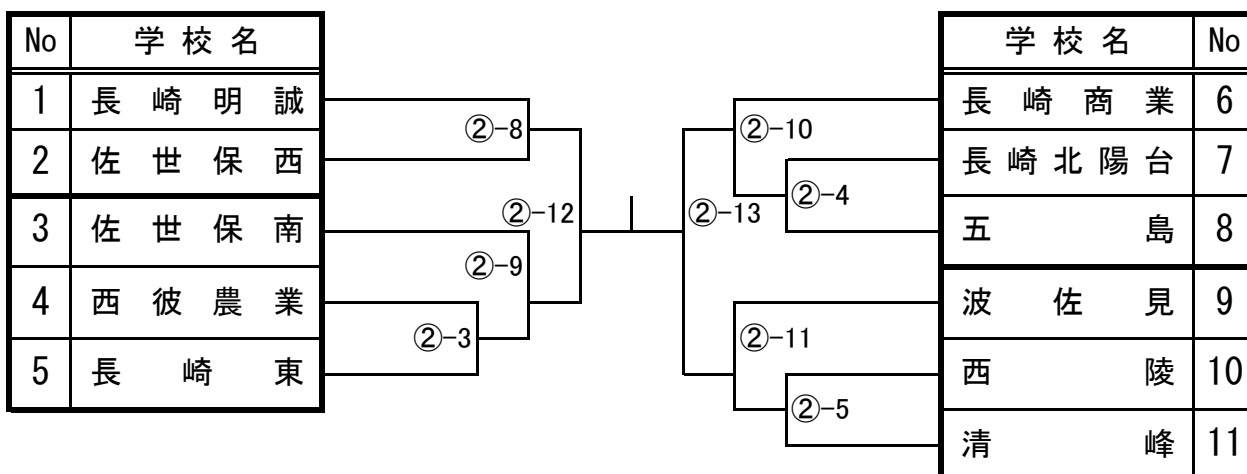 No 学校名
1 長崎明誠
2 佐世保西
3 佐世保南
4 西彼農業
5 長崎東
②-8
②-12
②-9
②-3
②-10
②-4
②-13
②-11
②-5
学校名 No
長崎商業 6
長崎北陽台 7
五島 8
波佐見 9
西陵 10
清峰 11